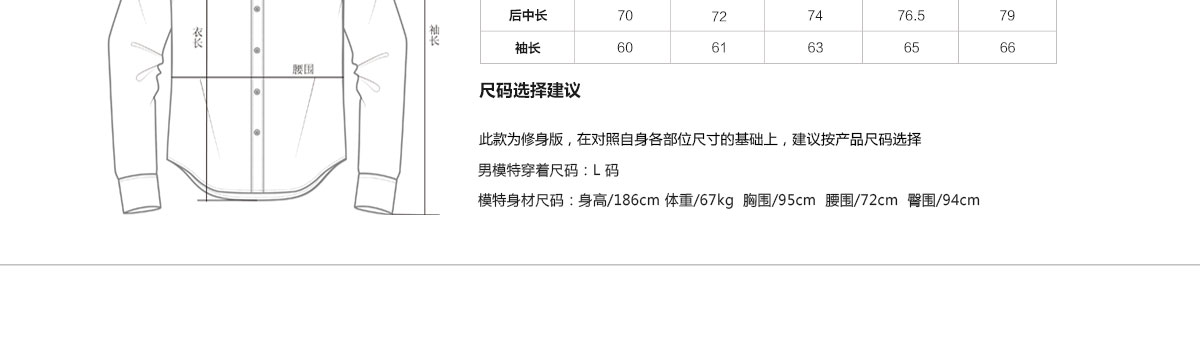 衣长
袖长
腰围
后中长 70 72 74 76.5 79
袖长 60 61 63 65 66
尺码选择建议
此款为修身版，在对照自身各部位尺寸的基础上，建议按产品尺码选择
男模特穿着尺码：L 码
模特身材尺码：身高/186cm 体重/67kg 胸围/95cm 腰围/72cm 臀围/94cm